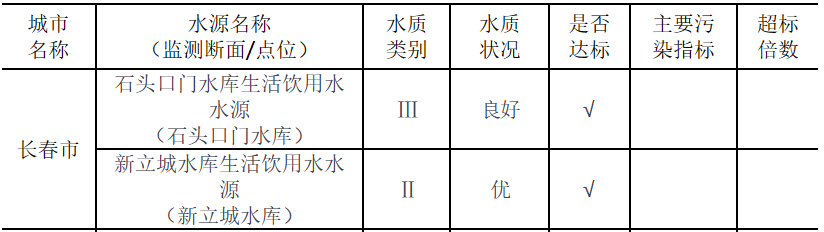 城市名称
水源名称
（监测断面/点位）
水质类别
水质状况
是否达标
主要污染指标
超标倍数
长春市
石头口门水库生活饮用水
水源
（石头口门水库）
Ⅲ
良好
√
新立城水库生活饮用水水
源
（新立城水库）
Ⅱ
优
√